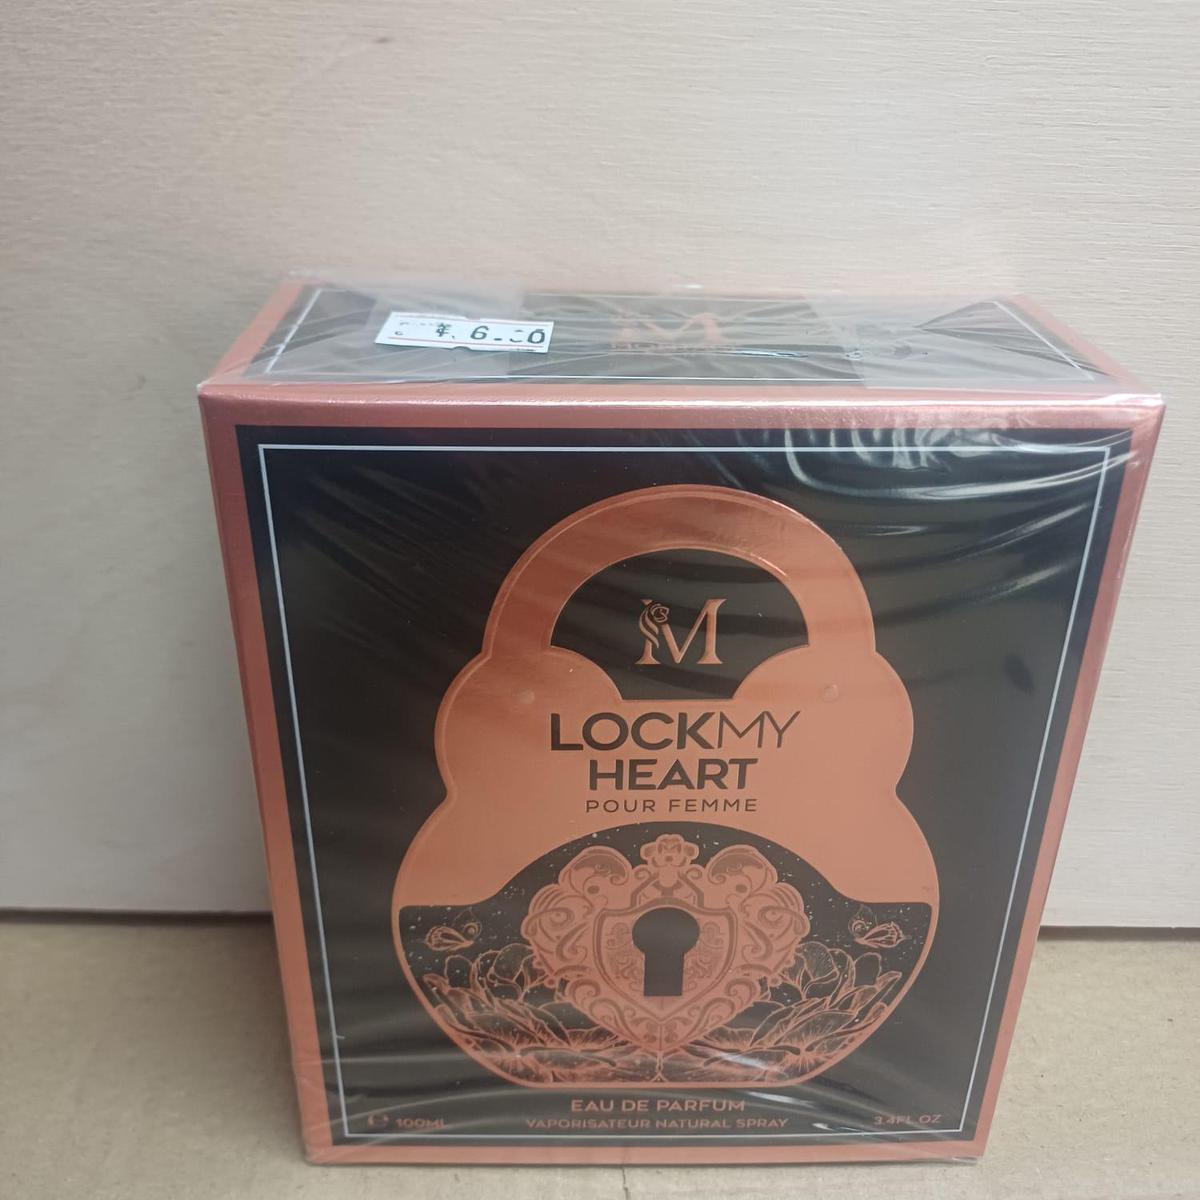 M
M
LOCKMY
HEART
POUR FEMME
EAU DE PARFUM
100ML VAPORISATEUR NATURAL SPRAY 3.4FL.OZ